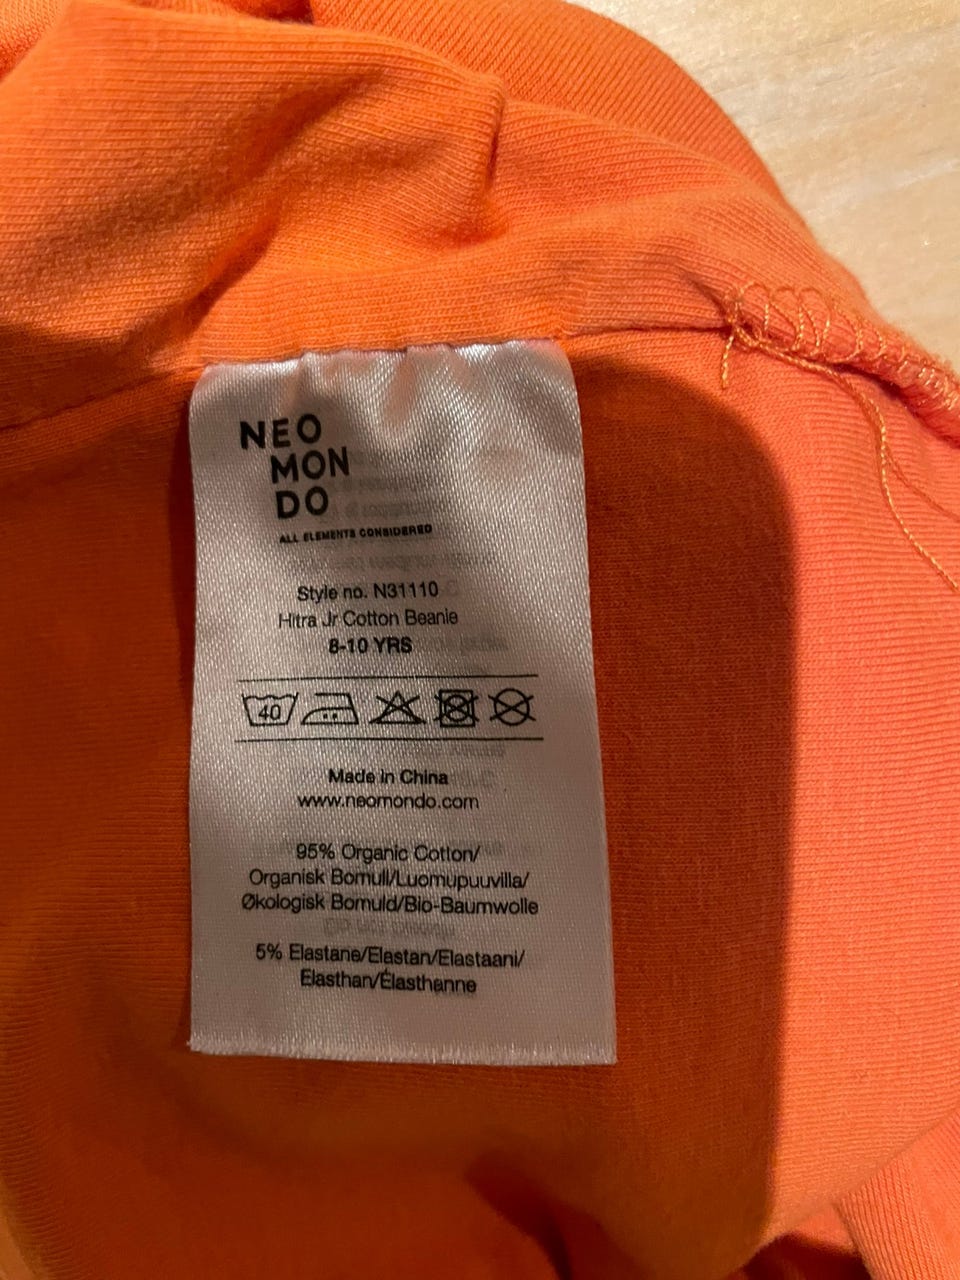 NEO
MON
DO
ALL ELEMENTS CONSIDERED
Style no. N31110
Hitra Jr Cotton Beanie
8-10 YRS
40
Made in China
www.neomondo.com
95% Organic Cotton/
Organisk Bomull/Luomupuuvilla/
Økologisk Bomuld/Bio-Baumwolle
5% Elastane/Elastan/Elastaani/
Elasthan/Élasthanne